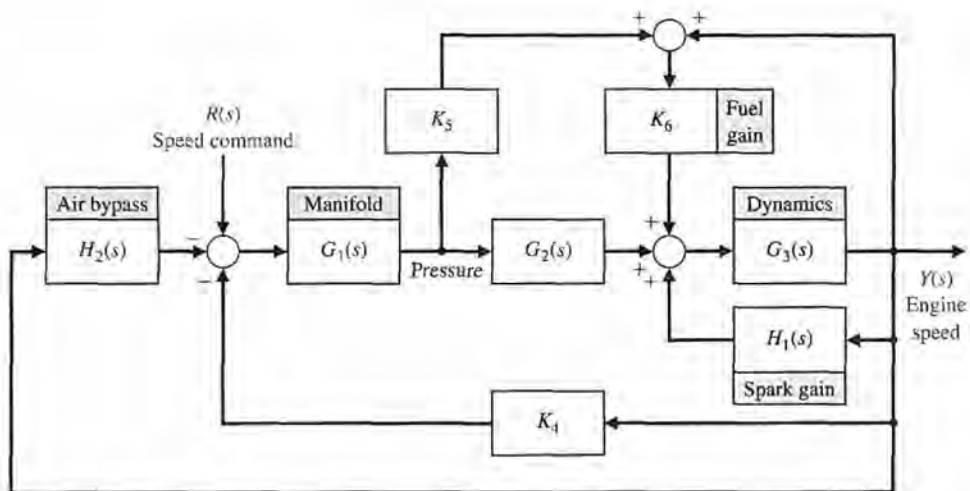 + +
K₅
K₆
Fuel
gain
R(s)
Speed command
Air bypass
H₂(s)
−
−
Manifold
G₁(s)
Pressure
G₂(s)
+
+
+
Dynamics
G₃(s)
Y(s)
Engine
speed
H₁(s)
Spark gain
K₄